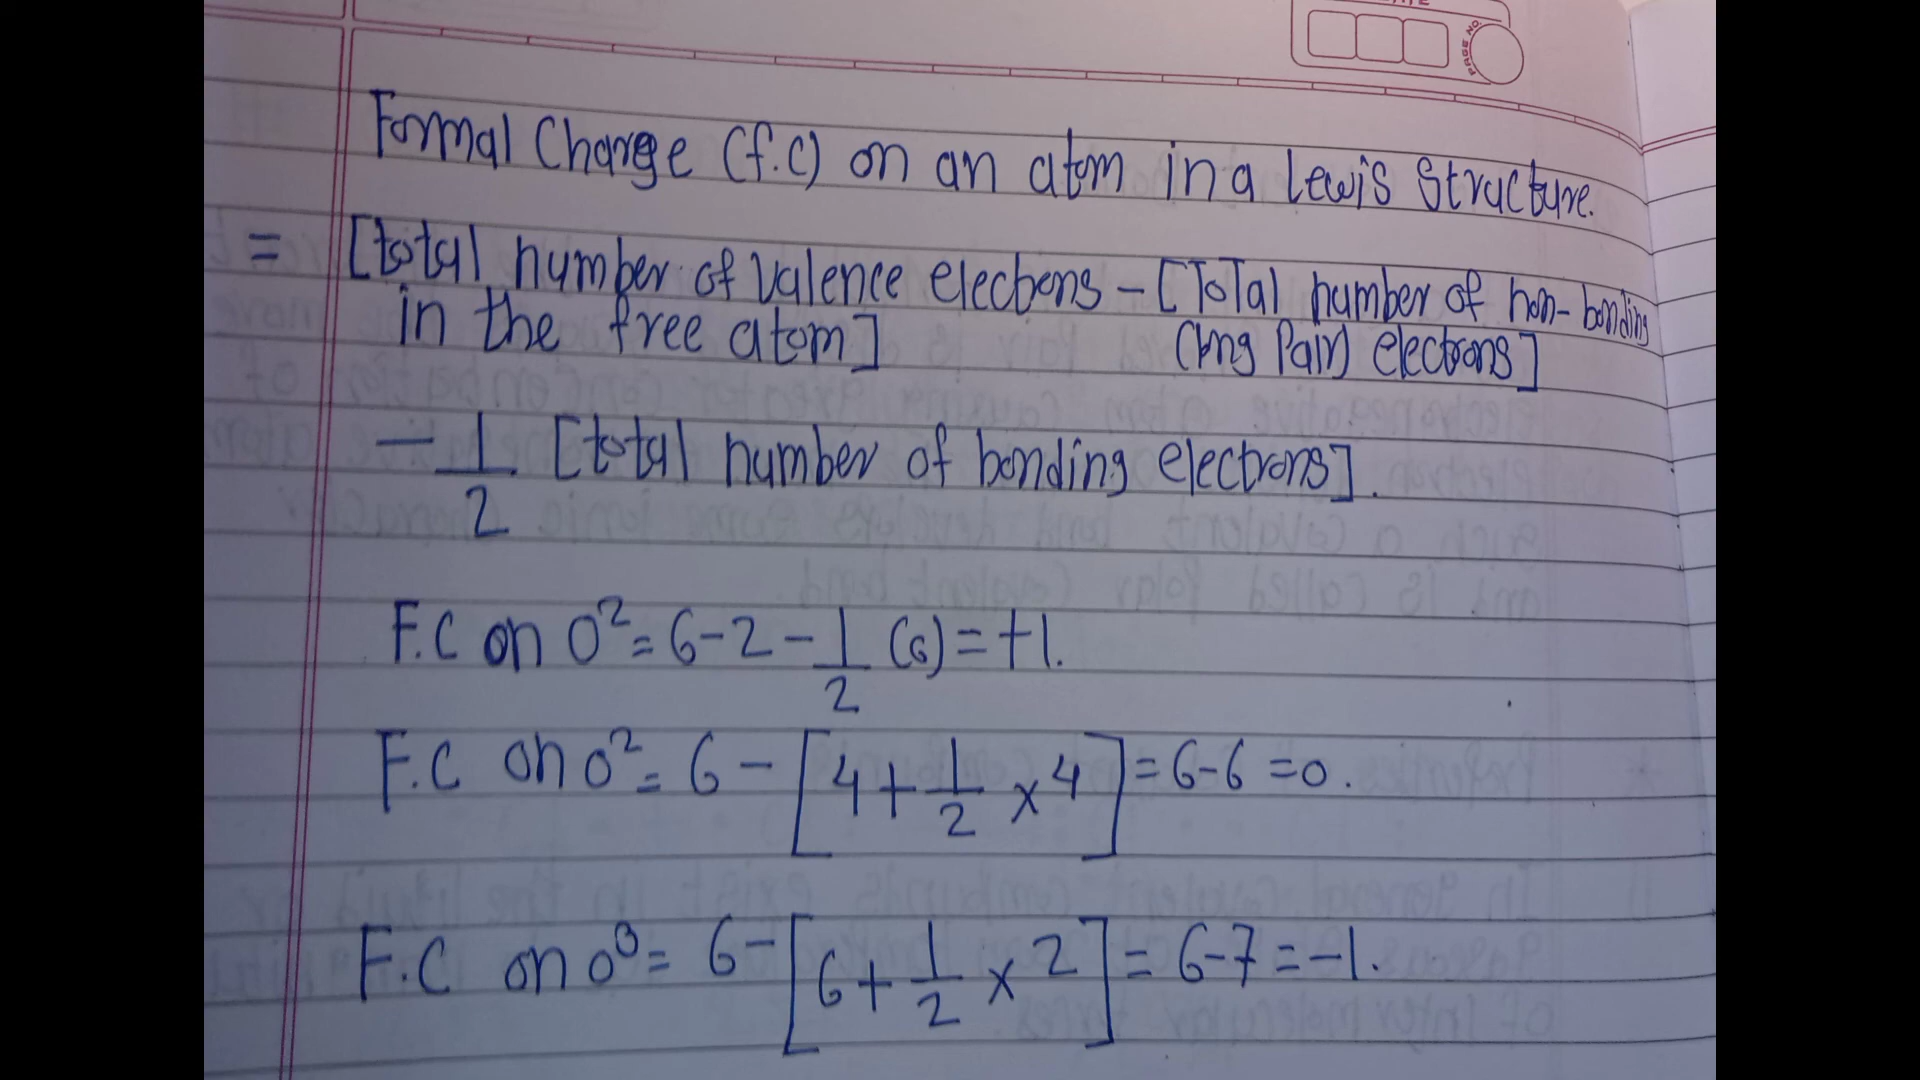 PAGE NO.
Formal Charge (f.c) on an atom in a Lewis Structure.
= [total number of valence electrons - [ToTal number of non-bonding
in the free atom] (long Pair) electrons]
- 1/2 [total number of bonding electrons].
F.C on O² = 6-2-1/2 (6) = +1.
F.C on O² = 6 - [4+1/2 x 4] = 6-6 = 0.
F.C on O³ = 6 - [6+1/2 x 2] = 6-7 = -1.